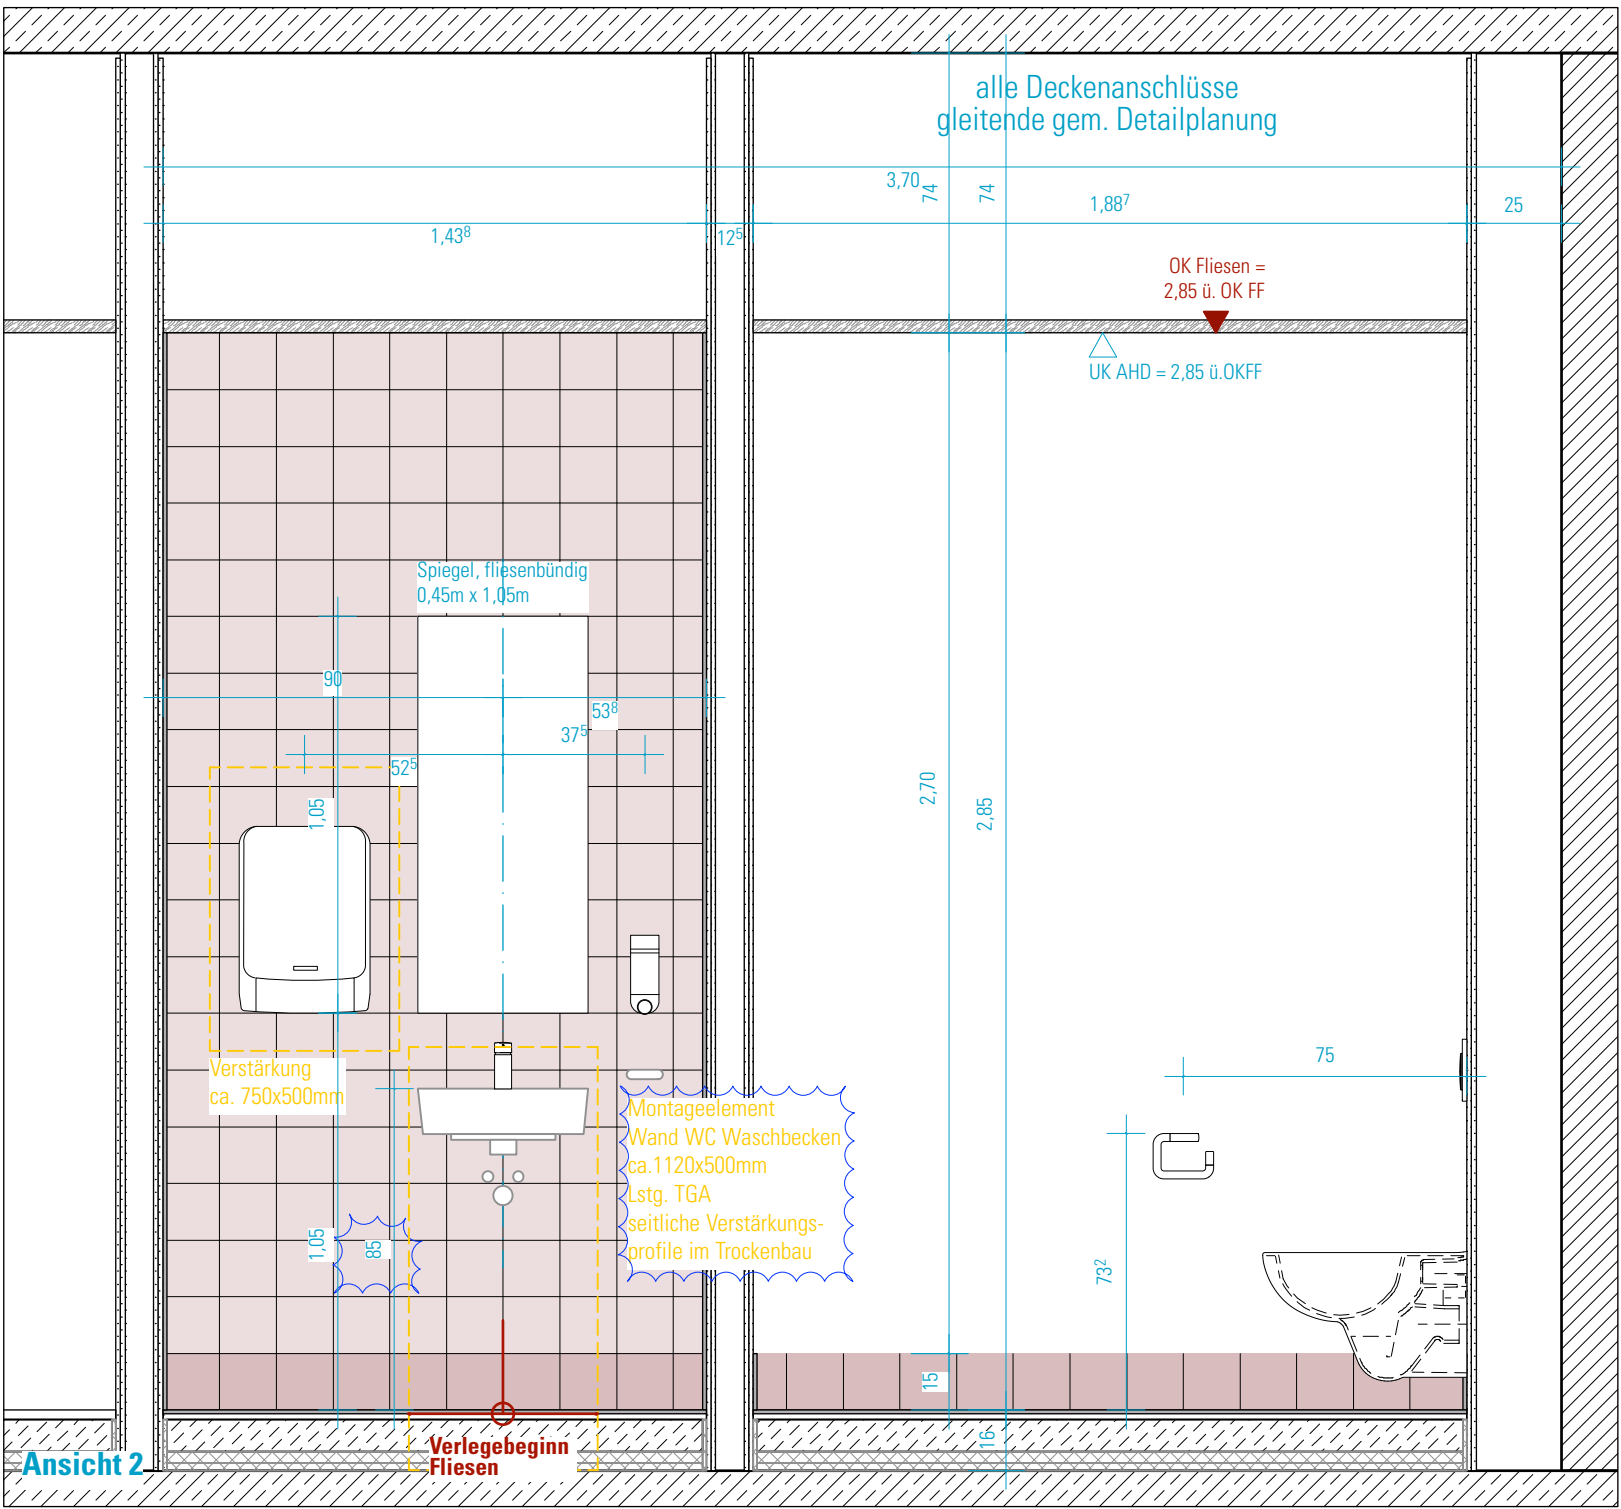 alle Deckenanschlüsse
gleitende gem. Detailplanung
3,70
74
74
1,88⁷
25
1,43⁸
12⁵
OK Fliesen =
2,85 ü. OK FF
UK AHD = 2,85 ü.OKFF
Spiegel, fliesenbündig
0,45m x 1,05m
90
53⁸
37⁵
52⁵
1,05
2,70
2,85
Verstärkung
ca. 750x500mm
75
Montageelement
Wand WC Waschbecken
ca.1120x500mm
Lstg. TGA
seitliche Verstärkungs-
profile im Trockenbau
1,05
85
73²
15
16
Verlegebeginn
Fliesen
Ansicht 2